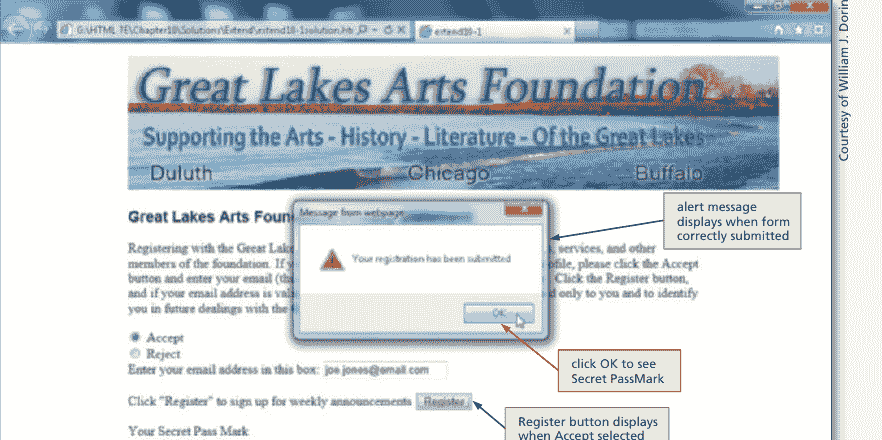 G:\HTML 7E\Chapter10\Solutions\Extend\extend10-1solution.ht
extend10-1
Great Lakes Arts Foundation
Supporting the Arts - History - Literature - Of the Great Lakes
Duluth Chicago Buffalo
Great Lakes Arts Foun
Message from webpage
Your registration has been submitted
OK
Registering with the Great Lake services, and other
members of the foundation. If y ofile, please click the Accept
button and enter your email (the Click the Register button,
and if your email address is vali d only to you and to identify
you in future dealings with the
Accept
Reject
Enter your email address in this box: joe.jones@email.com
Click "Register" to sign up for weekly announcements Register
Your Secret Pass Mark
alert message
displays when form
correctly submitted
click OK to see
Secret PassMark
Register button displays
when Accept selected
Courtesy of William J. Dorin